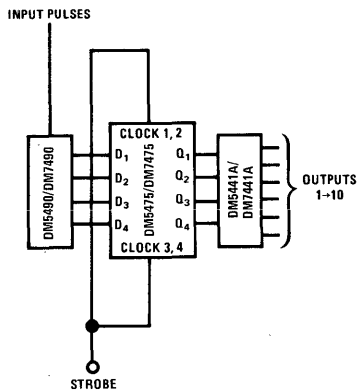 INPUT PULSES
DM5490/DM7490
D1
D2
D3
D4
CLOCK 1, 2
DM5475/DM7475
CLOCK 3, 4
Q1
Q2
Q3
Q4
DM5441A/
DM7441A
OUTPUTS
1→10
STROBE